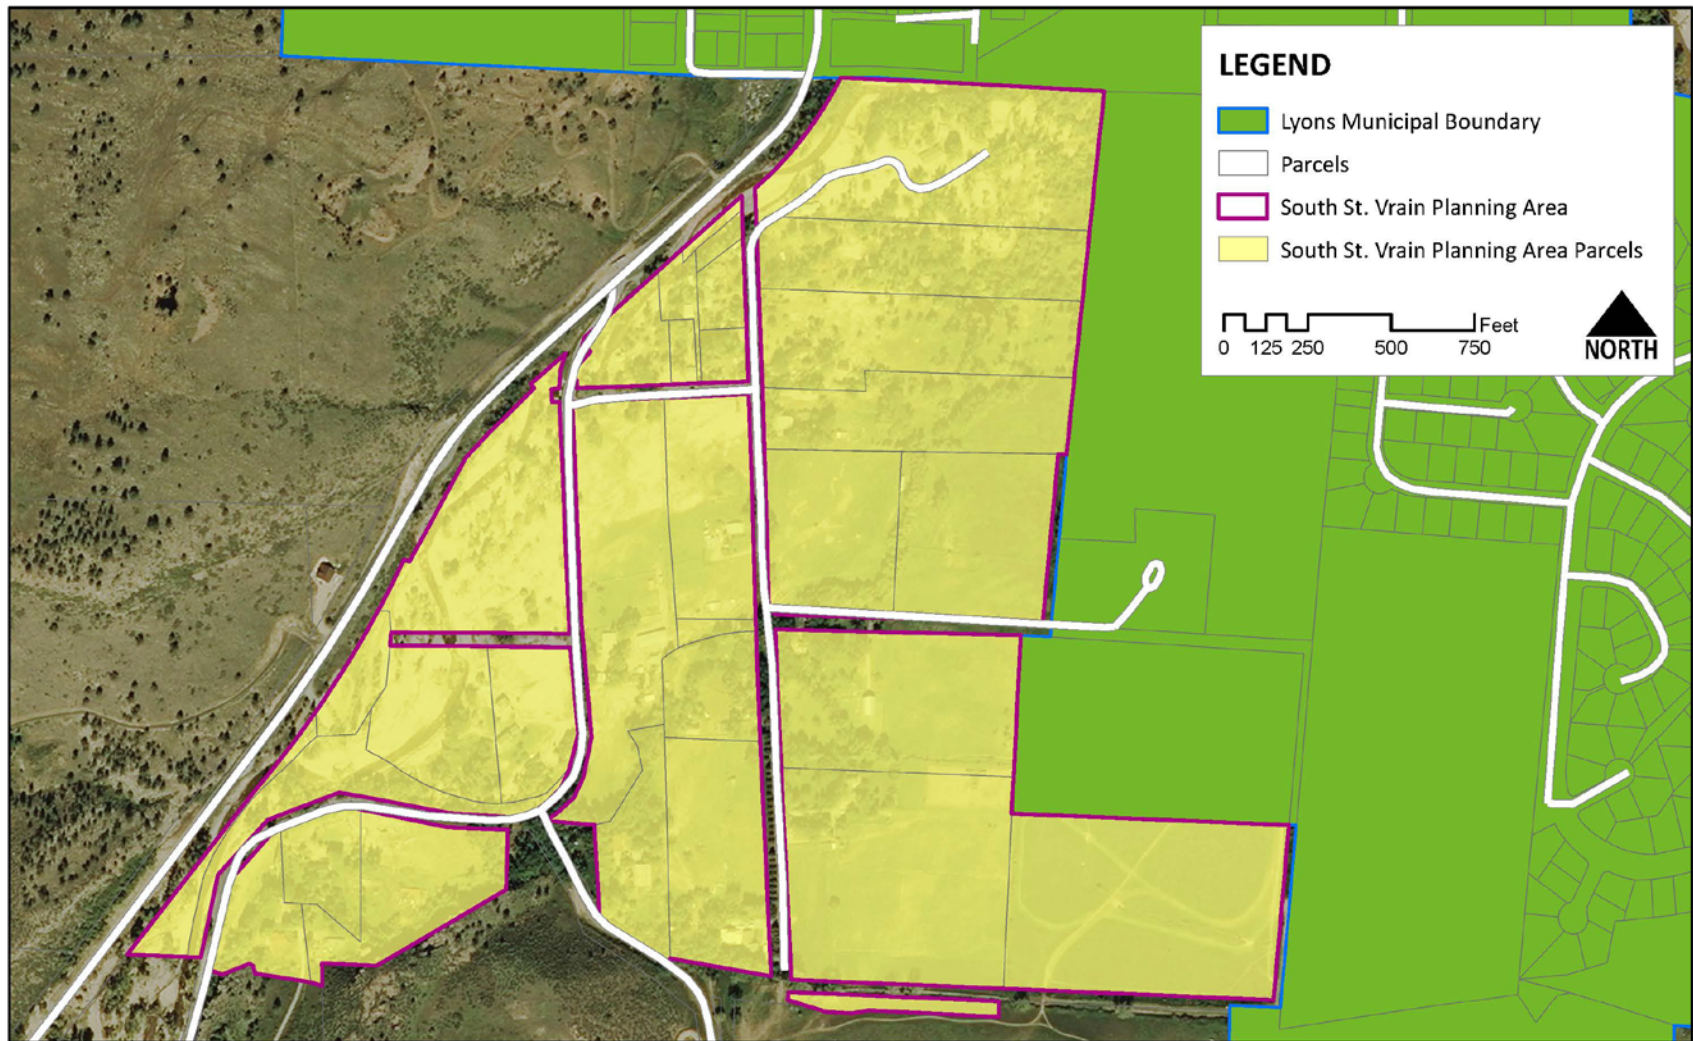 LEGEND
Lyons Municipal Boundary
Parcels
South St. Vrain Planning Area
South St. Vrain Planning Area Parcels
Feet
0 125 250 500 750
NORTH